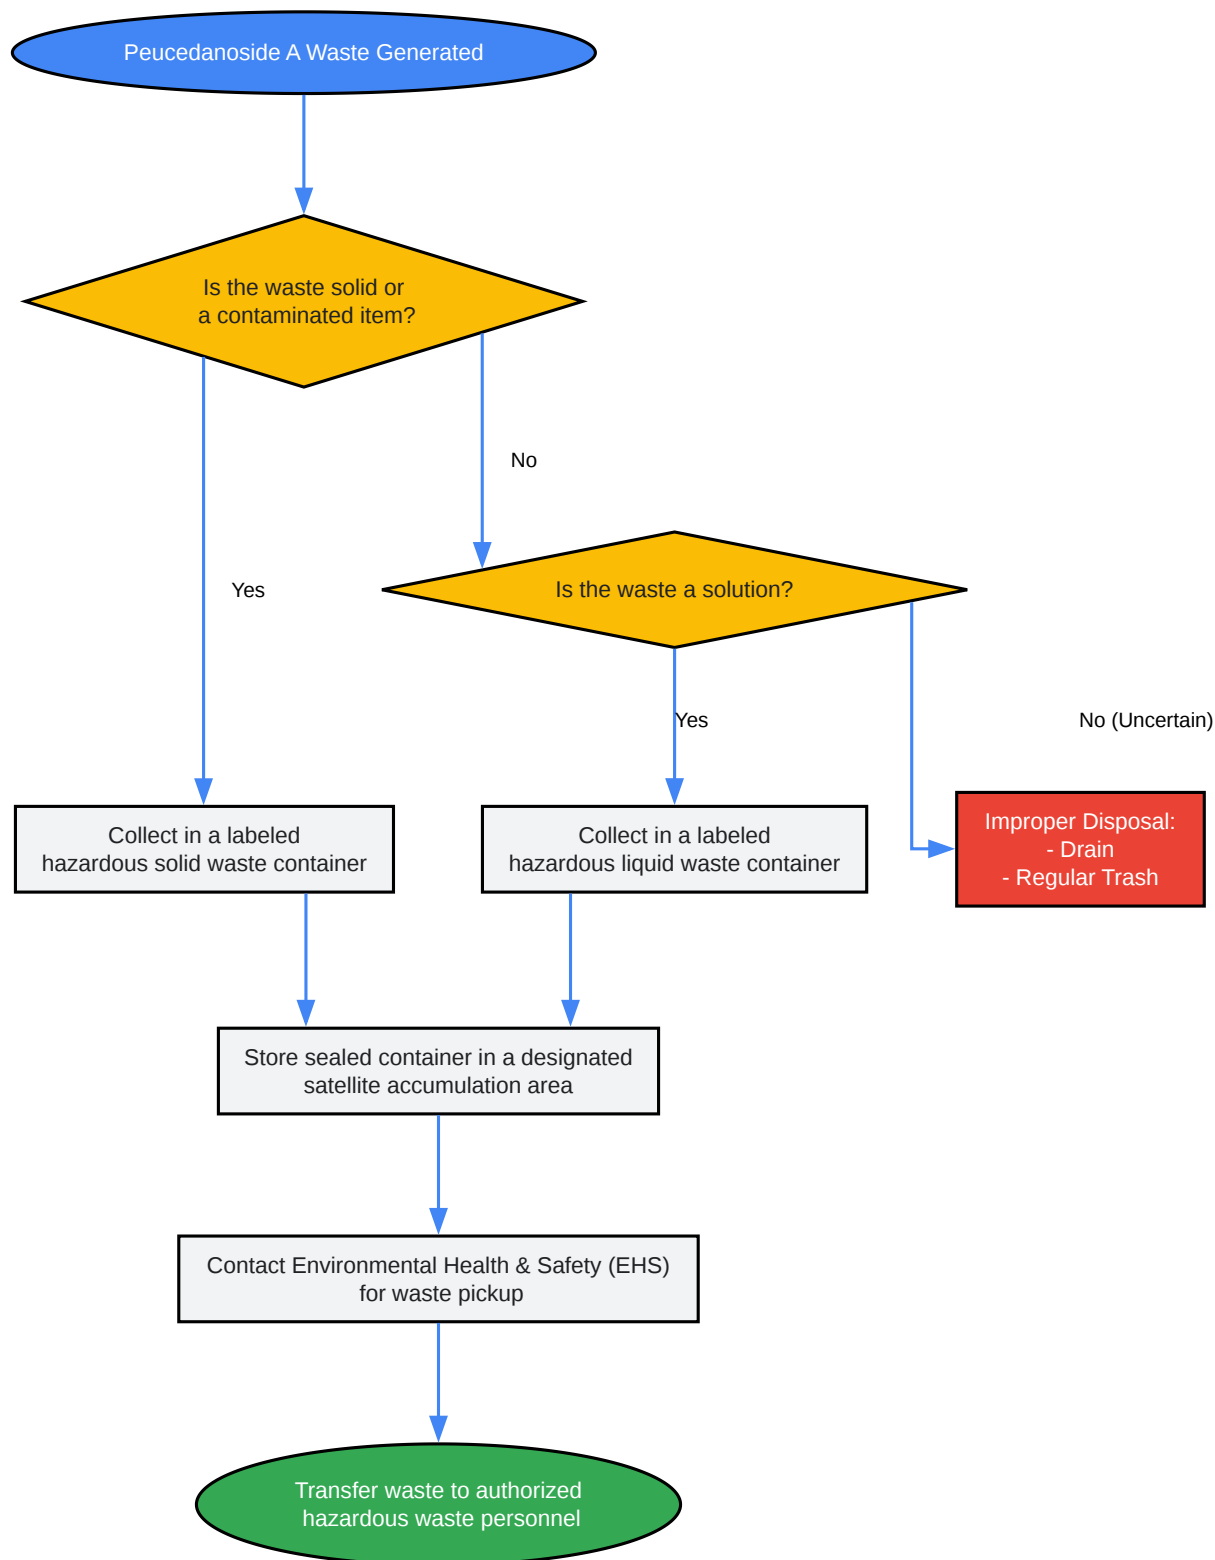 Peucedanoside A Waste Generated
Is the waste solid or
a contaminated item?
No
Yes
Is the waste a solution?
Yes
No (Uncertain)
Collect in a labeled
hazardous solid waste container
Collect in a labeled
hazardous liquid waste container
Improper Disposal:
- Drain
- Regular Trash
Store sealed container in a designated
satellite accumulation area
Contact Environmental Health & Safety (EHS)
for waste pickup
Transfer waste to authorized
hazardous waste personnel